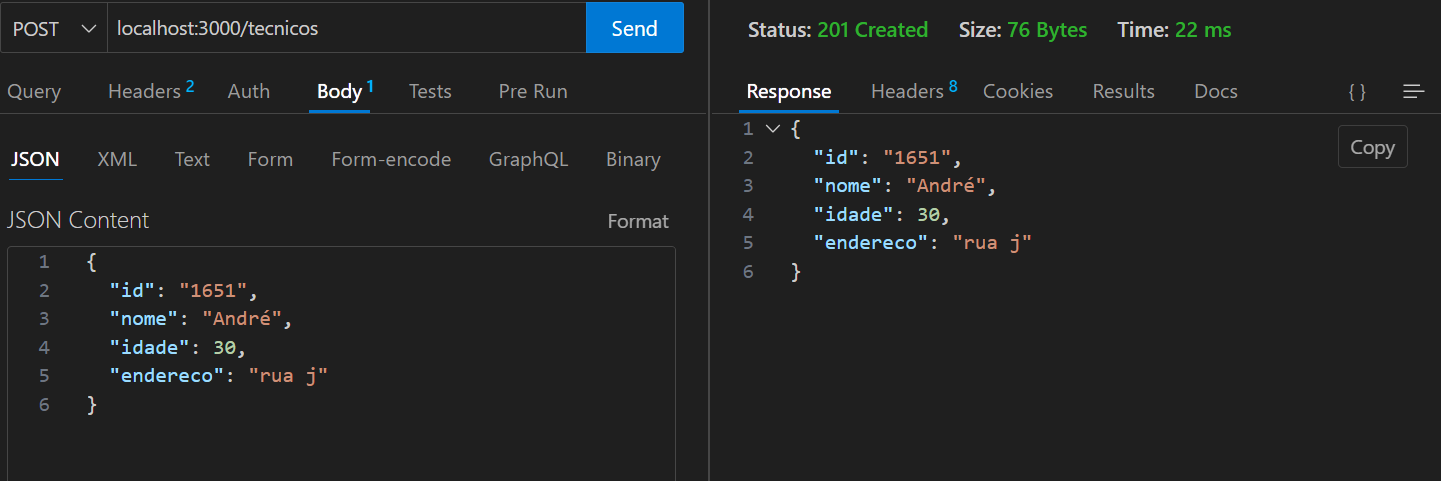 POST localhost:3000/tecnicos Send
Query Headers 2 Auth Body 1 Tests Pre Run
JSON XML Text Form Form-encode GraphQL Binary
JSON Content Format
1 {
2 "id": "1651",
3 "nome": "André",
4 "idade": 30,
5 "endereco": "rua j"
6 }
Status: 201 Created Size: 76 Bytes Time: 22 ms
Response Headers 8 Cookies Results Docs { }
1 {
Copy
2 "id": "1651",
3 "nome": "André",
4 "idade": 30,
5 "endereco": "rua j"
6 }